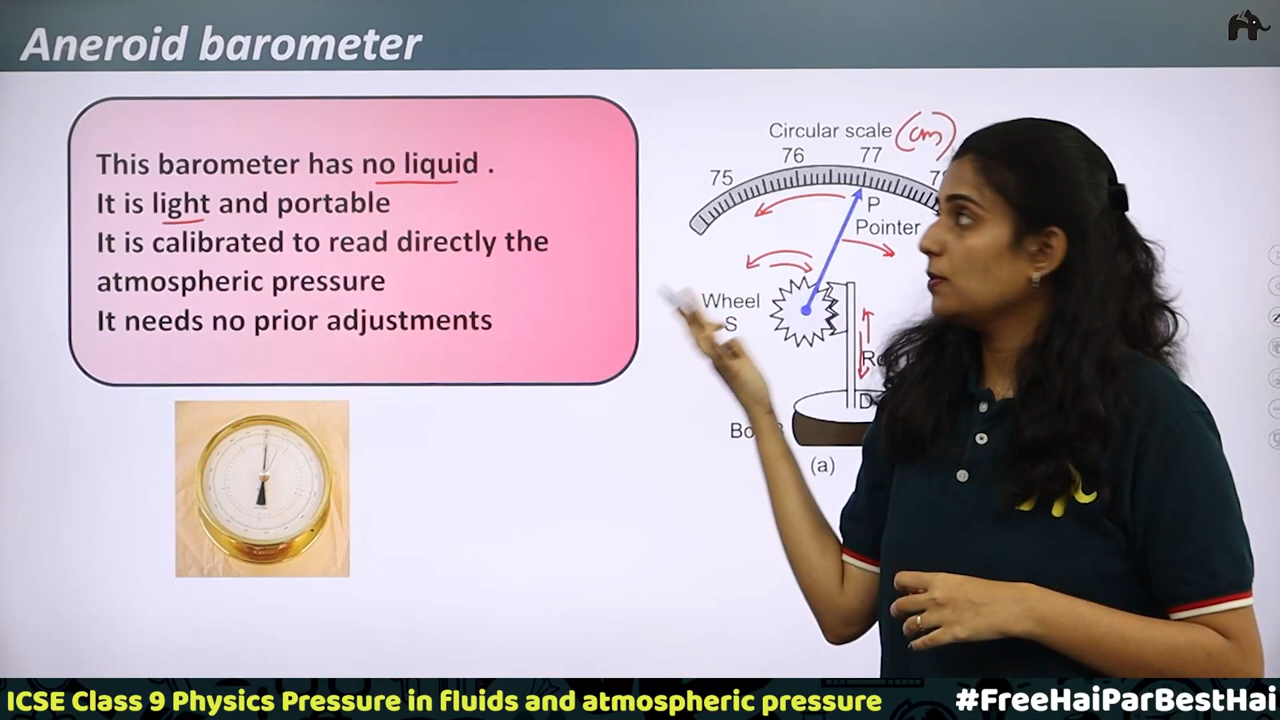 Aneroid barometer
This barometer has no liquid .
It is light and portable
It is calibrated to read directly the
atmospheric pressure
It needs no prior adjustments
Circular scale (cm)
75 76 77
P
Pointer
Wheel
S
D
(a)
ICSE Class 9 Physics Pressure in fluids and atmospheric pressure
#FreeHaiParBestHai